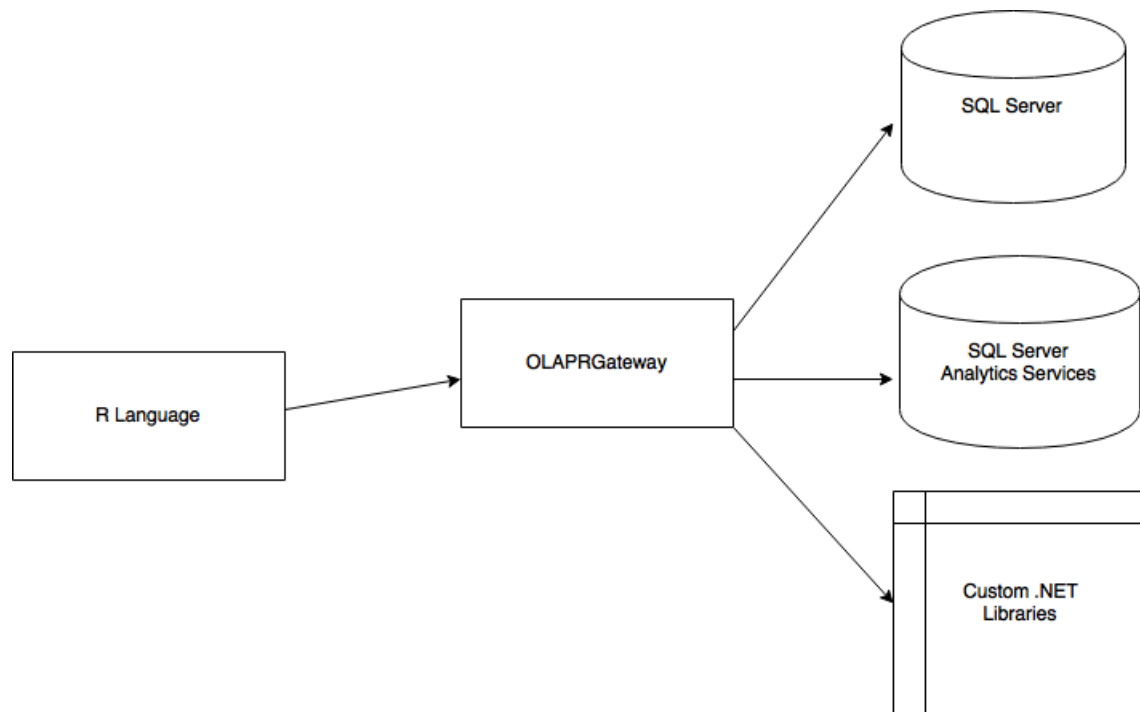 SQL Server
SQL Server
Analytics Services
OLAPRGateway
R Language
Custom .NET
Libraries